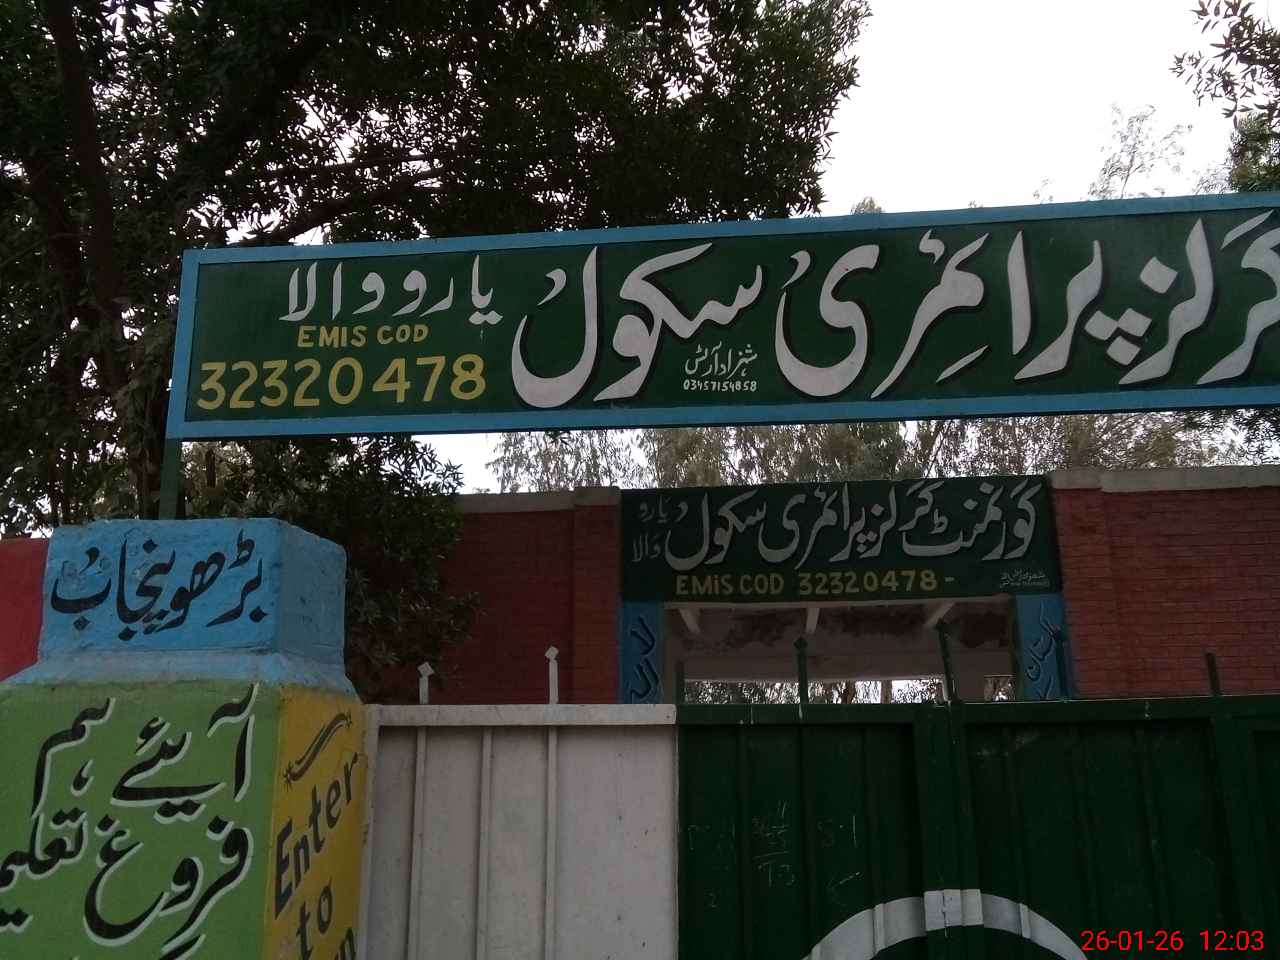 گرلز پرائمری سکول یارو والا
EMIS COD
32320478
شہزاد آرٹس
03457154858
گورنمنٹ گرلز پرائمری سکول یارو والا
EMIS COD 32320478 -
بڑھو پنجاب
آیئے ہم
فروغ تعلیم
Enter
to
26-01-26 12:03